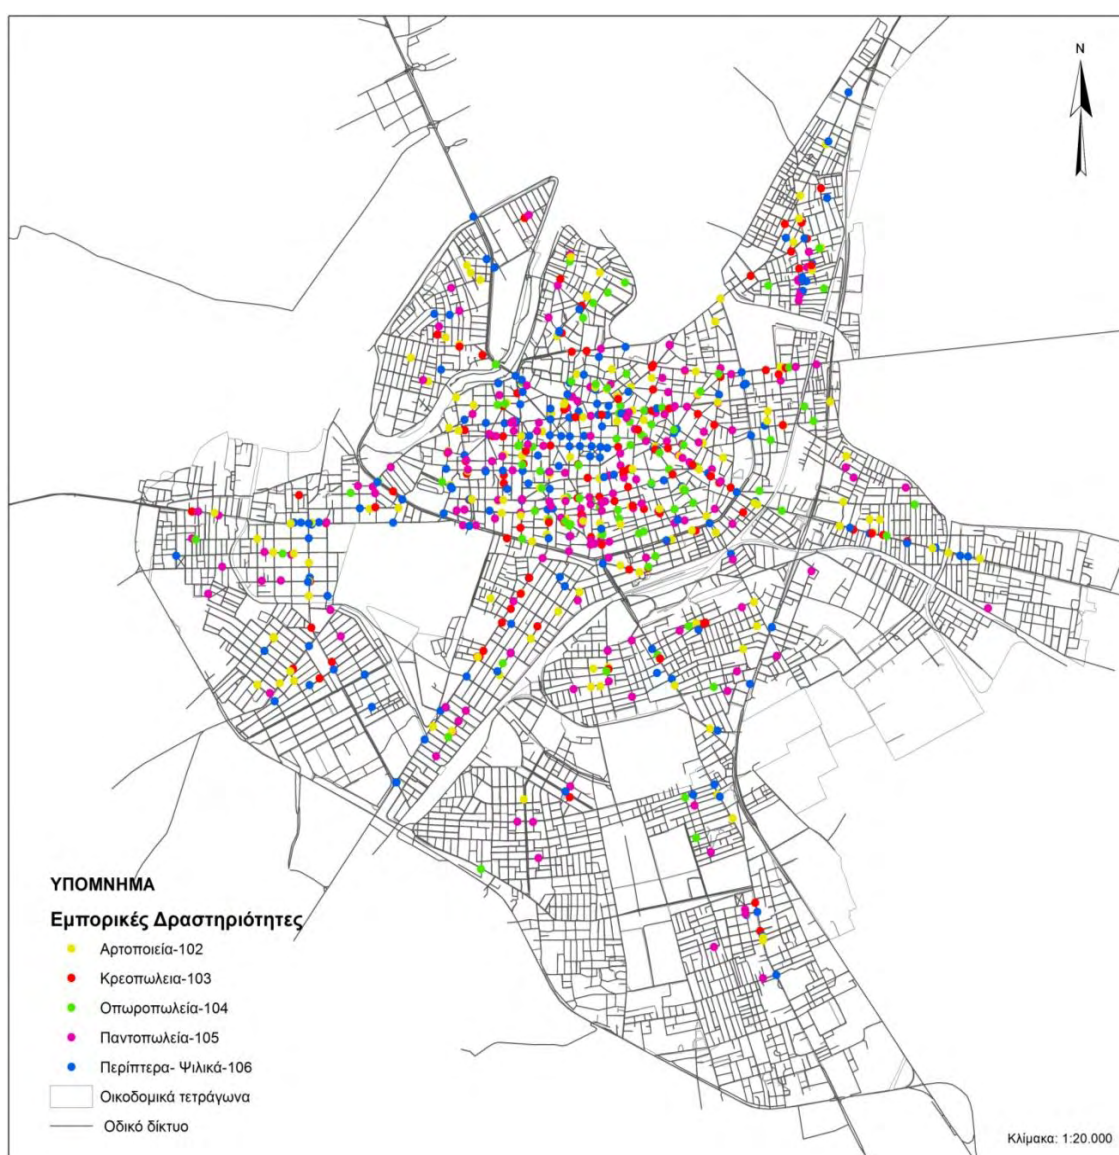 N
ΥΠΟΜΝΗΜΑ
Εμπορικές Δραστηριότητες
Αρτοποιεία-102
Κρεοπωλεια-103
Οπωροπωλεία-104
Παντοπωλεία-105
Περίπτερα- Ψιλικά-106
Οικοδομικά τετράγωνα
Οδικό δίκτυο
Κλίμακα: 1:20.000